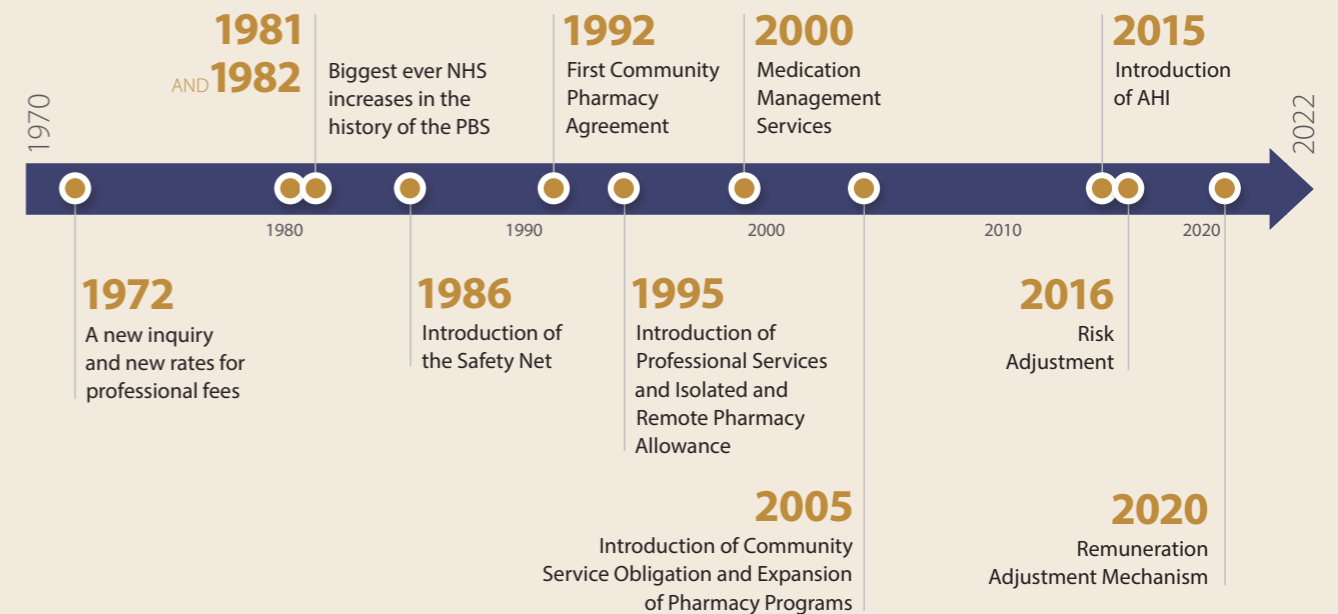 1981
AND 1982
Biggest ever NHS
increases in the
history of the PBS
1992
First Community
Pharmacy
Agreement
2000
Medication
Management
Services
2015
Introduction
of AHI
1970
2022
1980
1990
2000
2010
2020
1972
A new inquiry
and new rates for
professional fees
1986
Introduction of
the Safety Net
1995
Introduction of
Professional Services
and Isolated and
Remote Pharmacy
Allowance
2016
Risk
Adjustment
2005
Introduction of Community
Service Obligation and Expansion
of Pharmacy Programs
2020
Remuneration
Adjustment Mechanism